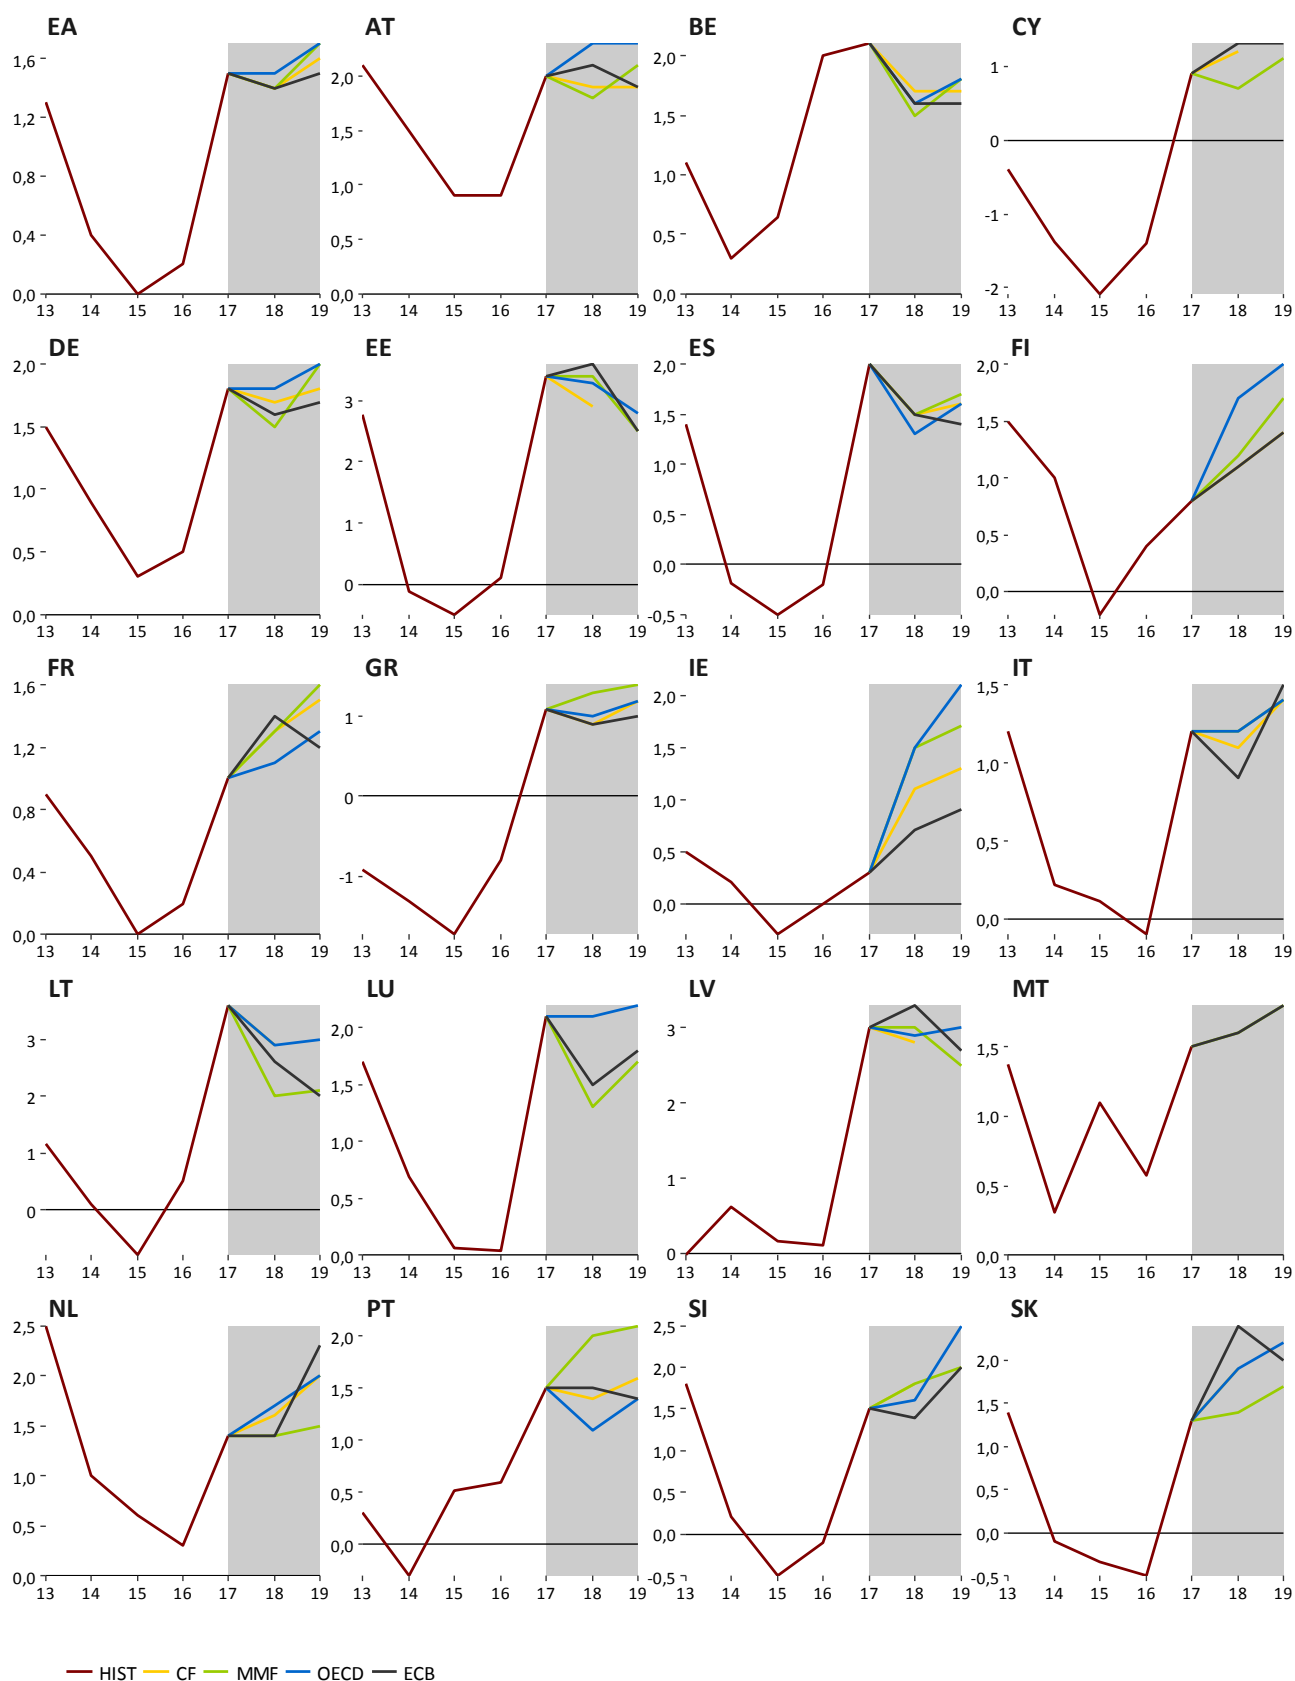 EA AT BE CY
1,6 1,2 0,8 0,4 0,0
2,0 1,5 1,0 0,5 0,0
2,0 1,5 1,0 0,5 0,0
1 0 -1 -2
13 14 15 16 17 18 19 13 14 15 16 17 18 19 13 14 15 16 17 18 19 13 14 15 16 17 18 19
DE EE ES FI
2,0 1,5 1,0 0,5 0,0
3 2 1 0
2,0 1,5 1,0 0,5 0,0 -0,5
2,0 1,5 1,0 0,5 0,0
13 14 15 16 17 18 19 13 14 15 16 17 18 19 13 14 15 16 17 18 19 13 14 15 16 17 18 19
FR GR IE IT
1,6 1,2 0,8 0,4 0,0
1 0 -1
2,0 1,5 1,0 0,5 0,0
1,5 1,0 0,5 0,0
13 14 15 16 17 18 19 13 14 15 16 17 18 19 13 14 15 16 17 18 19 13 14 15 16 17 18 19
LT LU LV MT
3 2 1 0
2,0 1,5 1,0 0,5 0,0
3 2 1 0
1,5 1,0 0,5 0,0
13 14 15 16 17 18 19 13 14 15 16 17 18 19 13 14 15 16 17 18 19 13 14 15 16 17 18 19
NL PT SI SK
2,5 2,0 1,5 1,0 0,5 0,0
2,0 1,5 1,0 0,5 0,0
2,5 2,0 1,5 1,0 0,5 0,0 -0,5
2,0 1,5 1,0 0,5 0,0 -0,5
13 14 15 16 17 18 19 13 14 15 16 17 18 19 13 14 15 16 17 18 19 13 14 15 16 17 18 19
HIST CF MMF OECD ECB